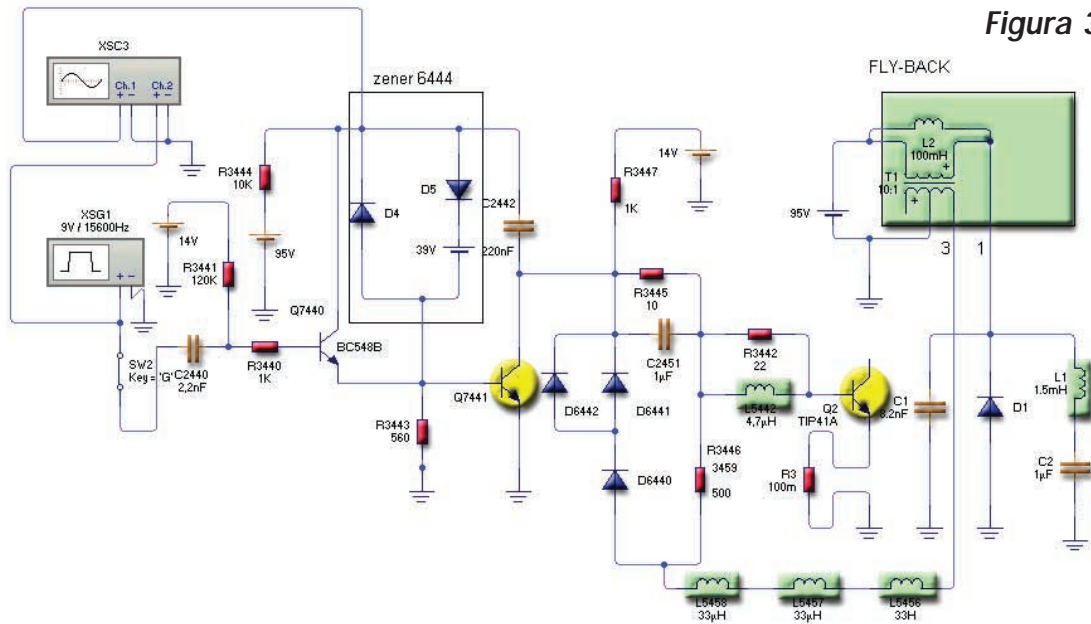 Figura 3
XSC3
Ch.1 Ch.2
+ - + -
zener 6444
FLY-BACK
L2
100mH
T1
10:1
+
+
95V
3 1
R3444
10K
95V
D4
D5
39V
C2442
220nF
R3447
1K
14V
XSG1
9V / 15600Hz
+ -
14V
R3441
120K
Q7440
BC548B
SW2
Key = 'G'
C2440
2,2nF
R3440
1K
R3443
560
Q7441
R3445
10
C2451
1µF
R3442
22
D6442
D6441
L5442
4,7µH
Q2
TIP41A
C1
8.2nF
D1
L1
1.5mH
C2
1µF
D6440
R3446
3459
500
R3
100m
L5458
33µH
L5457
33µH
L5456
33H